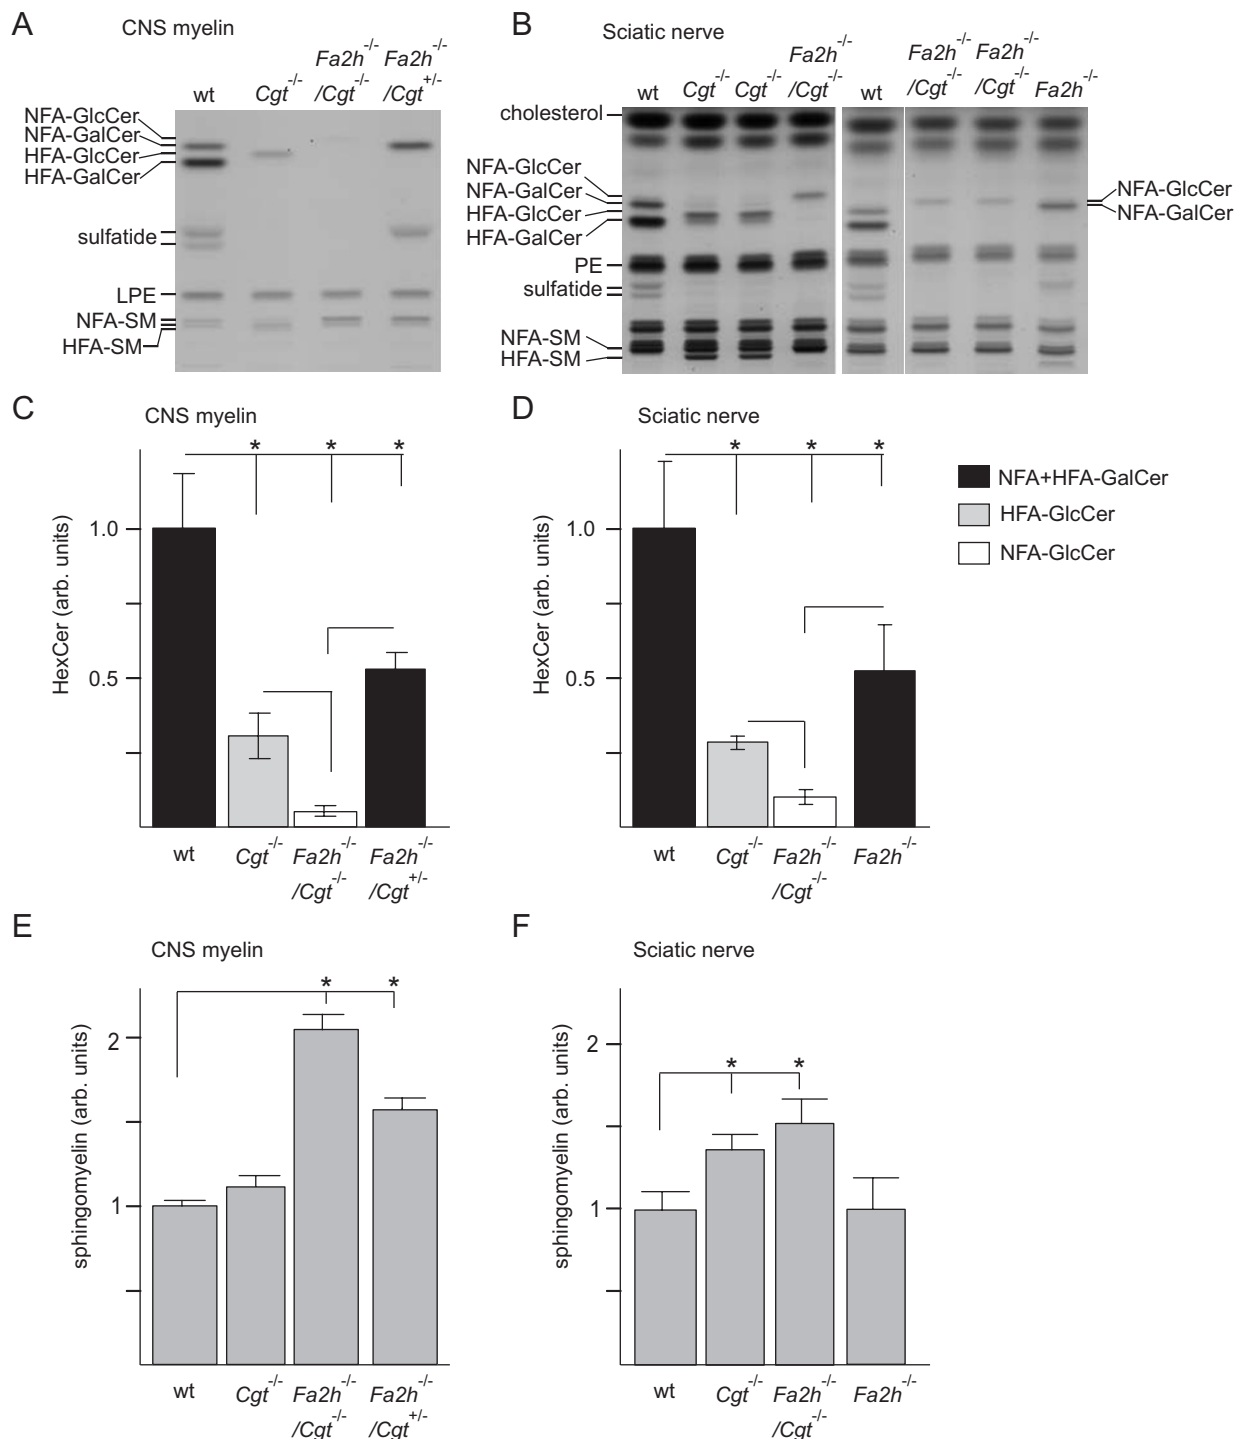 A
CNS myelin
wt
Cgt-/-
Fa2h-/-
/Cgt-/-
Fa2h-/-
/Cgt+/-
NFA-GlcCer
NFA-GalCer
HFA-GlcCer
HFA-GalCer
sulfatide
LPE
NFA-SM
HFA-SM
B
Sciatic nerve
wt
Cgt-/-
Cgt-/-
Fa2h-/-
/Cgt-/-
wt
Fa2h-/-
/Cgt-/-
Fa2h-/-
/Cgt-/-
Fa2h-/-
cholesterol
NFA-GlcCer
NFA-GalCer
HFA-GlcCer
HFA-GalCer
PE
sulfatide
NFA-SM
HFA-SM
NFA-GlcCer
NFA-GalCer
C
CNS myelin
* * *
HexCer (arb. units)
1.0
0.5
wt
Cgt-/-
Fa2h-/-
/Cgt-/-
Fa2h-/-
/Cgt+/-
D
Sciatic nerve
* * *
HexCer (arb. units)
1.0
0.5
wt
Cgt-/-
Fa2h-/-
/Cgt-/-
Fa2h-/-
NFA+HFA-GalCer
HFA-GlcCer
NFA-GlcCer
E
CNS myelin
* *
sphingomyelin (arb. units)
2
1
wt
Cgt-/-
Fa2h-/-
/Cgt-/-
Fa2h-/-
/Cgt+/-
F
Sciatic nerve
* *
sphingomyelin (arb. units)
2
1
wt
Cgt-/-
Fa2h-/-
/Cgt-/-
Fa2h-/-